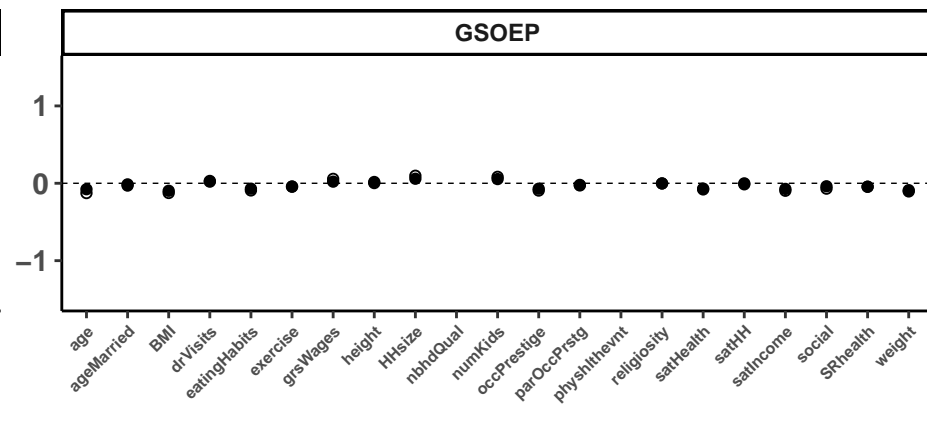 GSOEP
1
0
−1
age
ageMarried
BMI
drVisits
eatingHabits
exercise
grsWages
height
HHsize
nbhdQual
numKids
occPrestige
parOccPrstg
physhlthevnt
religiosity
satHealth
satHH
satIncome
social
SRhealth
weight